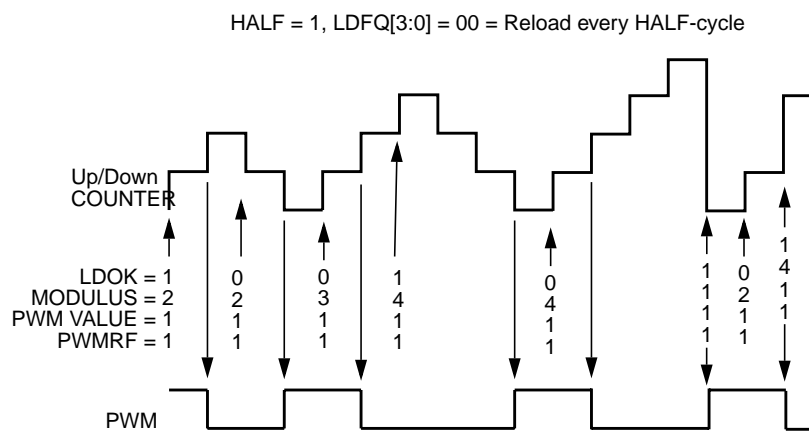 HALF = 1, LDFQ[3:0] = 00 = Reload every HALF-cycle
Up/Down
COUNTER
LDOK = 1 0 0 1 0 1 0 1
MODULUS = 2 2 3 4 4 1 2 4
PWM VALUE = 1 1 1 1 1 1 1 1
PWMRF = 1 1 1 1 1 1 1 1
PWM